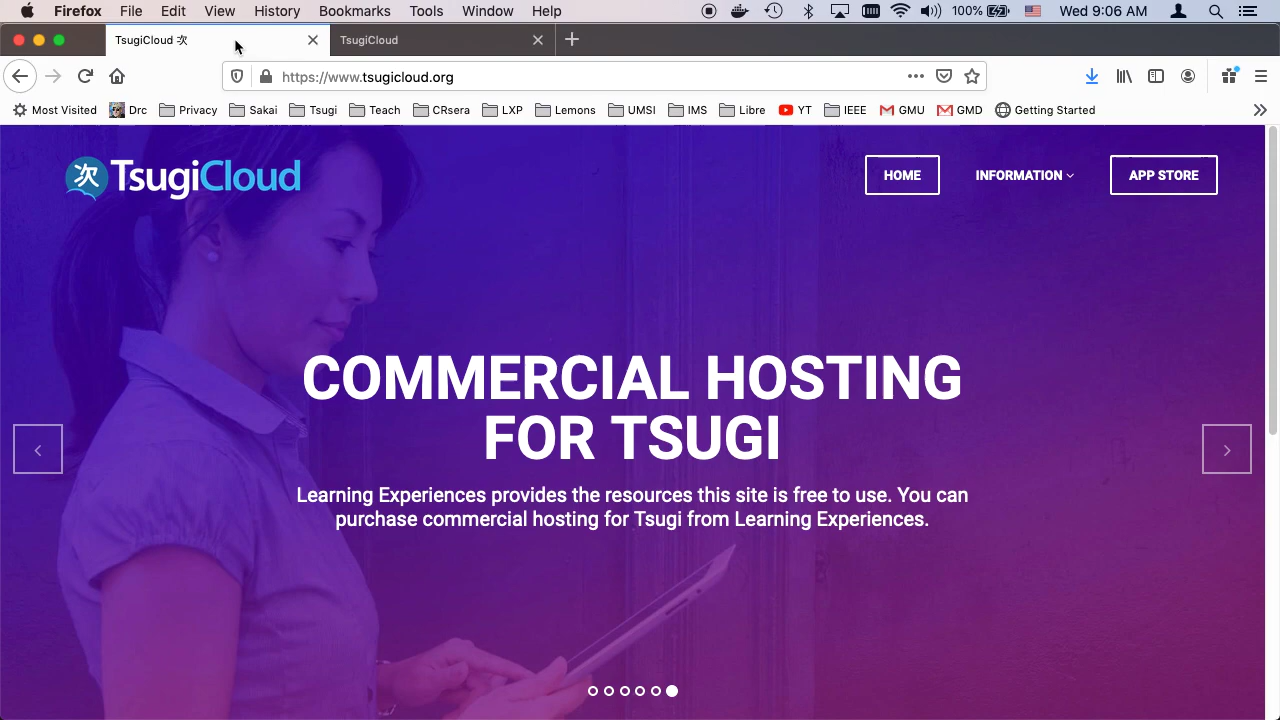 Firefox File Edit View History Bookmarks Tools Window Help 100% Wed 9:06 AM
TsugiCloud 次 TsugiCloud
https://www.tsugicloud.org
Most Visited Drc Privacy Sakai Tsugi Teach CRsera LXP Lemons UMSI IMS Libre YT IEEE GMU GMD Getting Started
次 TsugiCloud HOME INFORMATION APP STORE
COMMERCIAL HOSTING
FOR TSUGI
Learning Experiences provides the resources this site is free to use. You can
purchase commercial hosting for Tsugi from Learning Experiences.